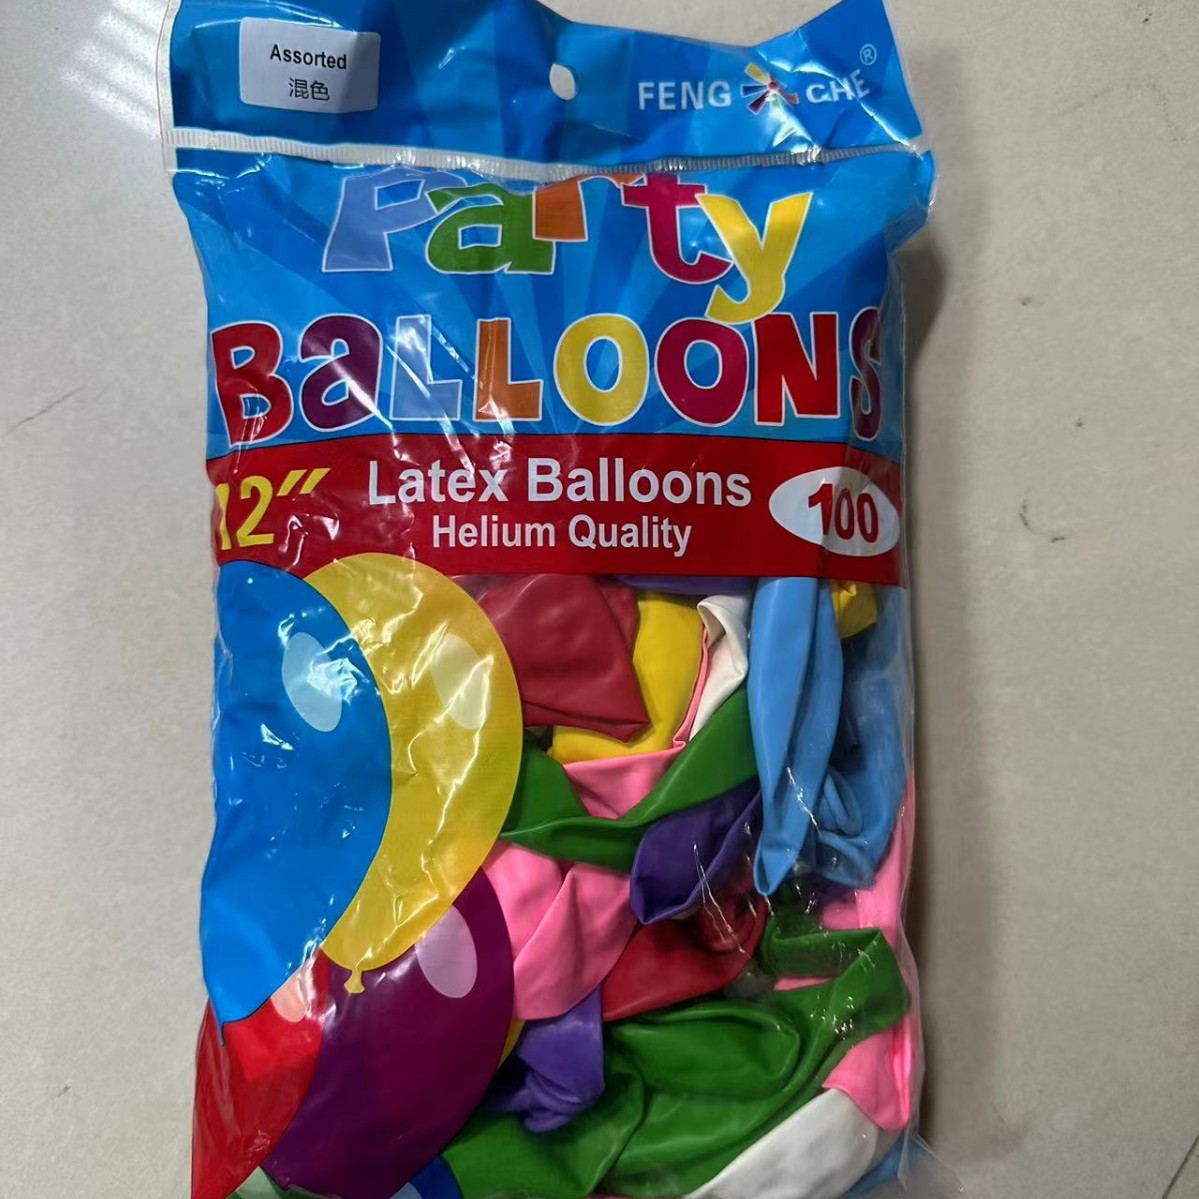 Assorted
混色
FENG CHE®
Party
BALLOONS
12" Latex Balloons 100
Helium Quality